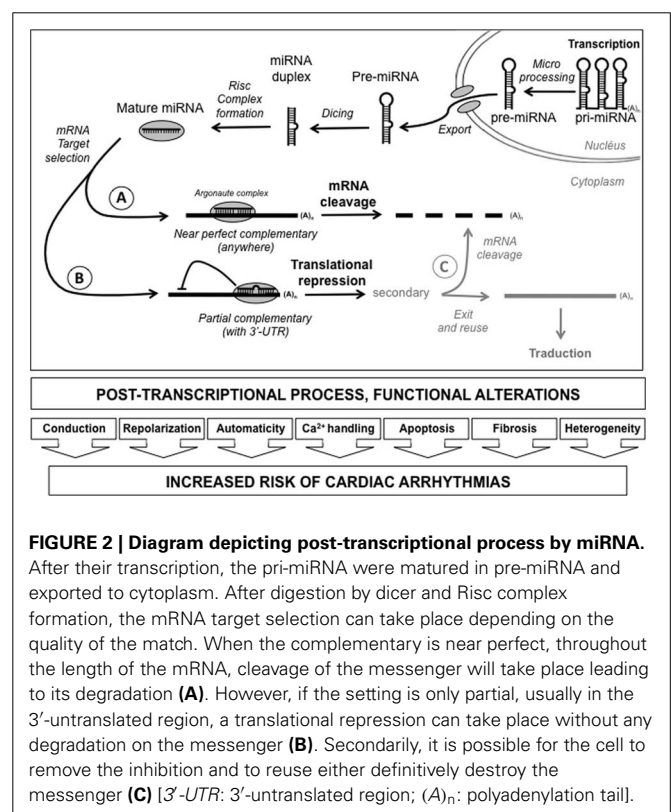 Transcription
miRNA
duplex
Pre-miRNA
Micro
processing
Risc
Complex
formation
Mature miRNA
Dicing
Export
pre-miRNA
pri-miRNA
(A)n
Nucléus
Cytoplasm
mRNA
Target
selection
A
Argonaute complex
(A)n
mRNA
cleavage
(A)n
Near perfect complementary
(anywhere)
B
(A)n
Translational
repression
secondary
C
mRNA
cleavage
(A)n
Partial complementary
(with 3'-UTR)
Exit
and reuse
Traduction
POST-TRANSCRIPTIONAL PROCESS, FUNCTIONAL ALTERATIONS
Conduction Repolarization Automaticity Ca2+ handling Apoptosis Fibrosis Heterogeneity
INCREASED RISK OF CARDIAC ARRHYTHMIAS
FIGURE 2 | Diagram depicting post-transcriptional process by miRNA.
After their transcription, the pri-miRNA were matured in pre-miRNA and
exported to cytoplasm. After digestion by dicer and Risc complex
formation, the mRNA target selection can take place depending on the
quality of the match. When the complementary is near perfect, throughout
the length of the mRNA, cleavage of the messenger will take place leading
to its degradation (A). However, if the setting is only partial, usually in the
3′-untranslated region, a translational repression can take place without any
degradation on the messenger (B). Secondarily, it is possible for the cell to
remove the inhibition and to reuse either definitively destroy the
messenger (C) [3′-UTR: 3′-untranslated region; (A)n: polyadenylation tail].